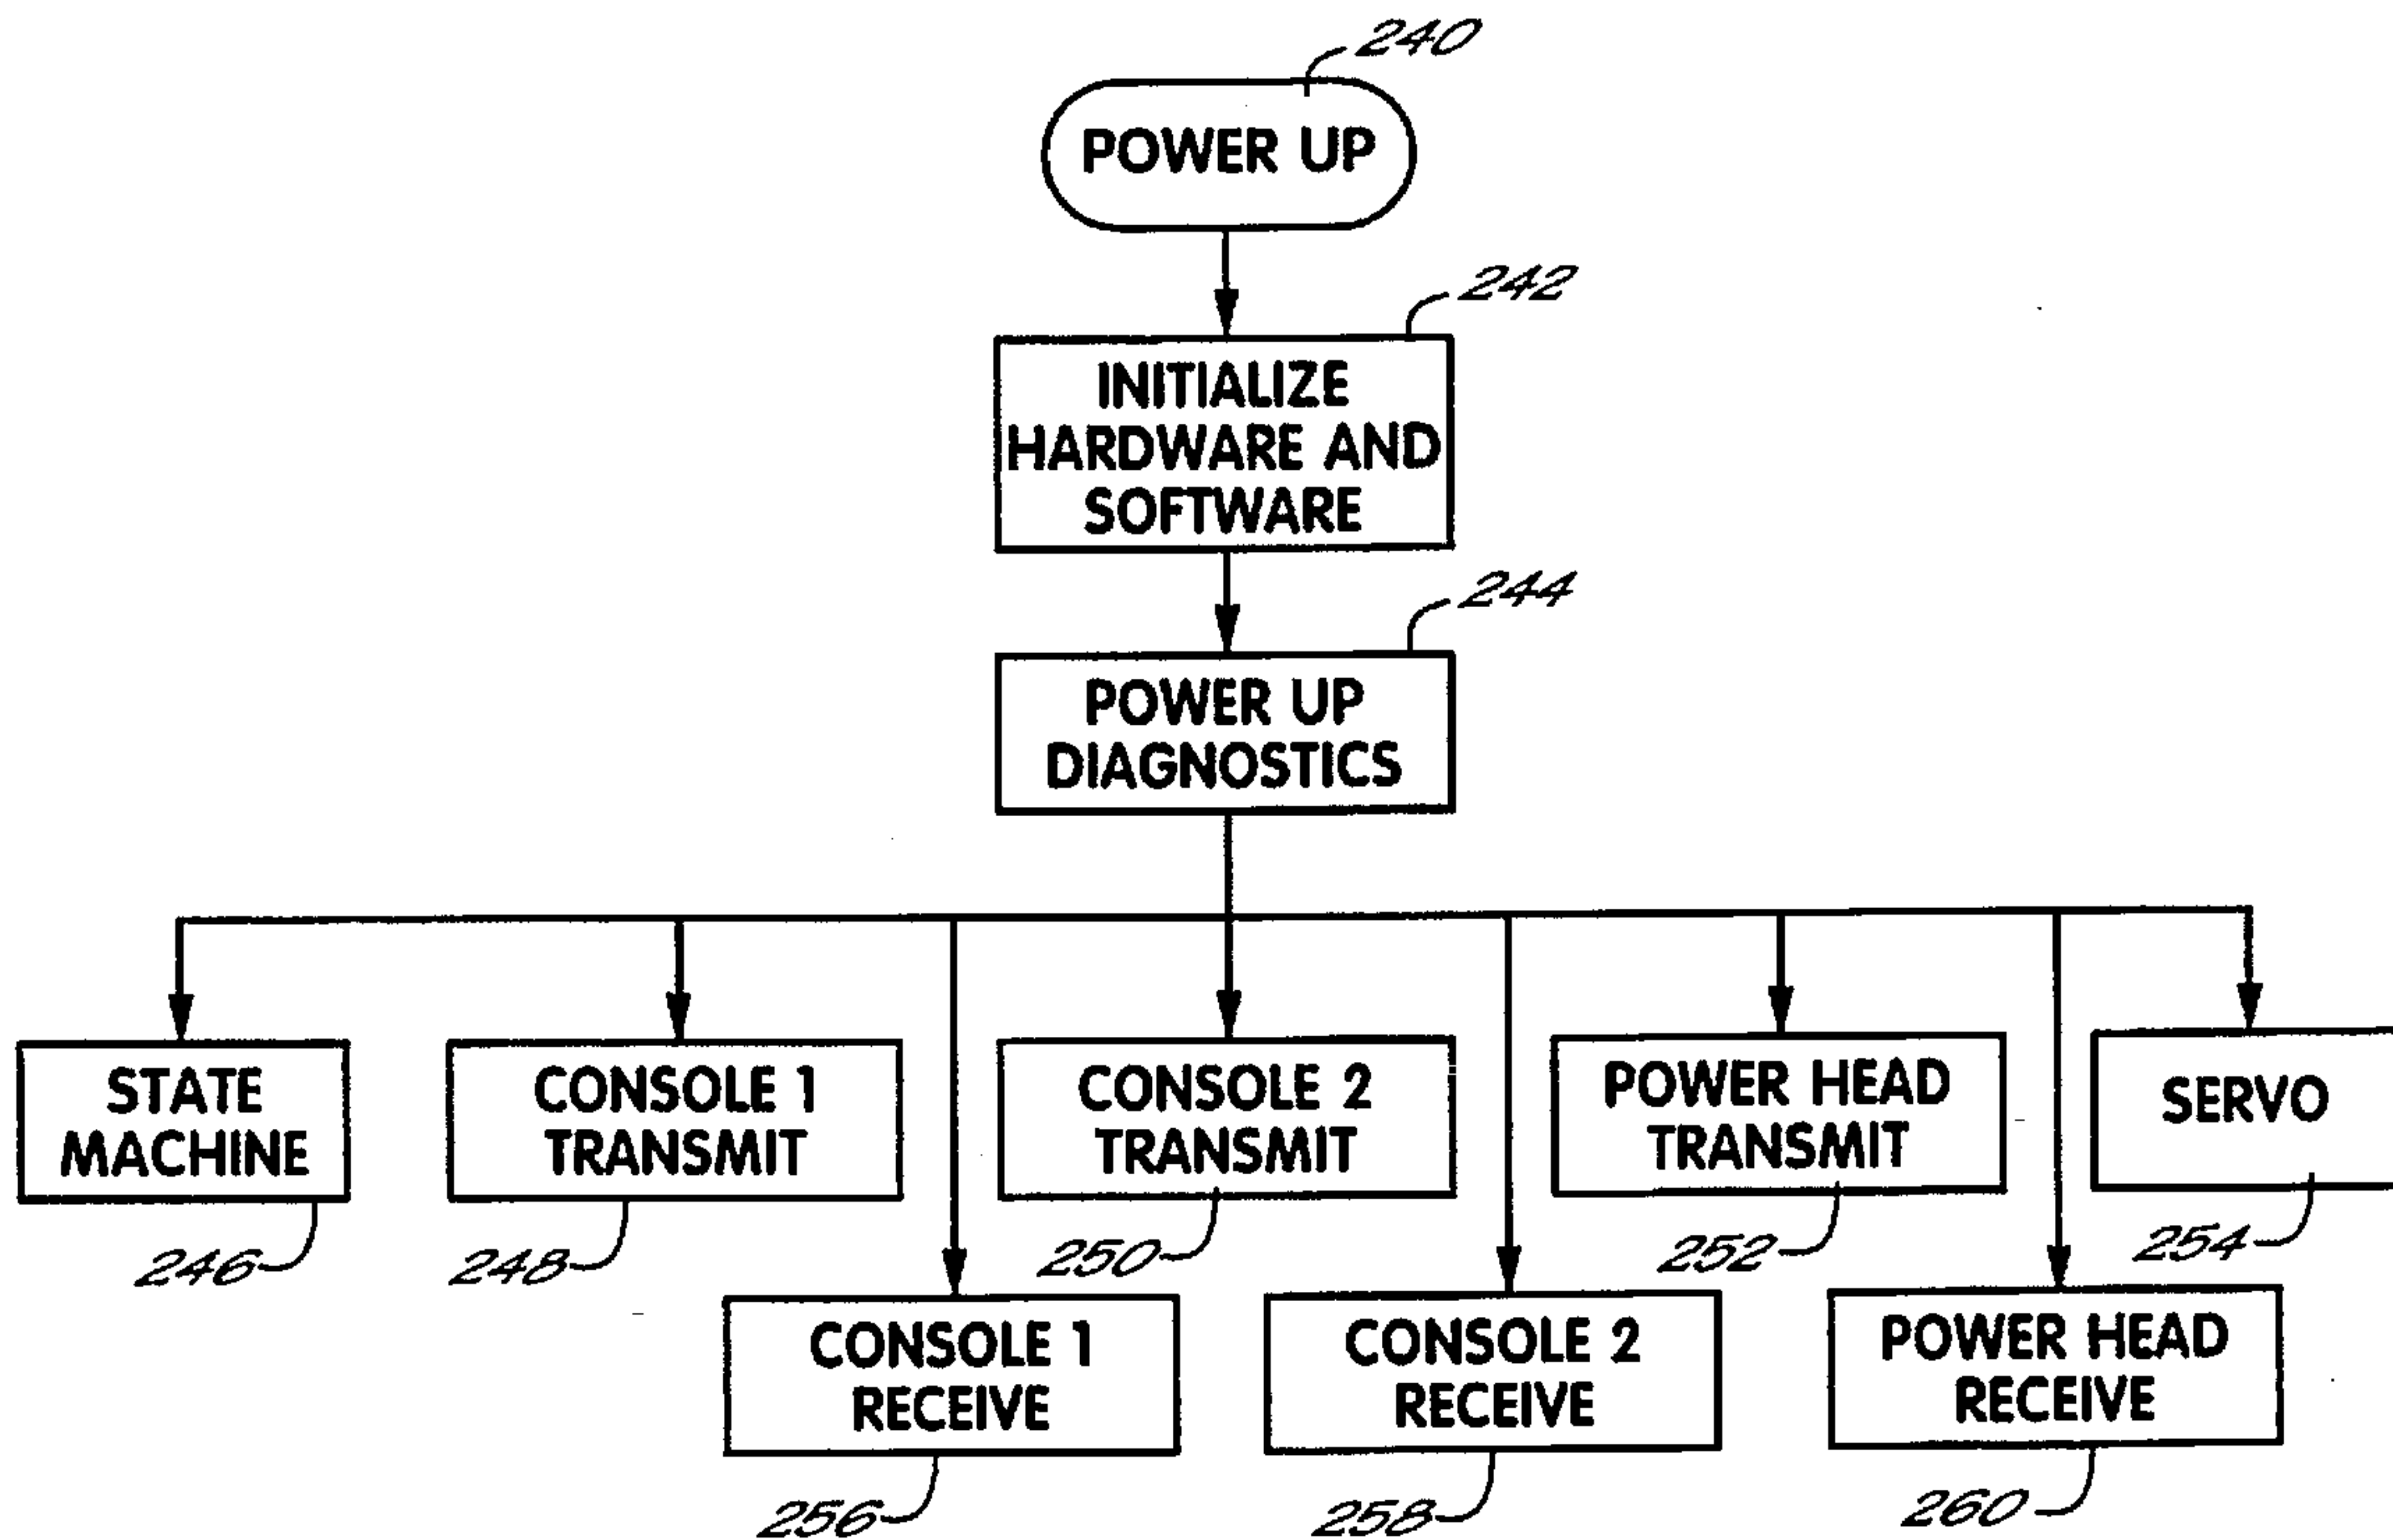 240
POWER UP
242
INITIALIZE
HARDWARE AND
SOFTWARE
244
POWER UP
DIAGNOSTICS
STATE
MACHINE
246
CONSOLE 1
TRANSMIT
248
CONSOLE 2
TRANSMIT
250
POWER HEAD
TRANSMIT
252
SERVO
254
CONSOLE 1
RECEIVE
256
CONSOLE 2
RECEIVE
258
POWER HEAD
RECEIVE
260